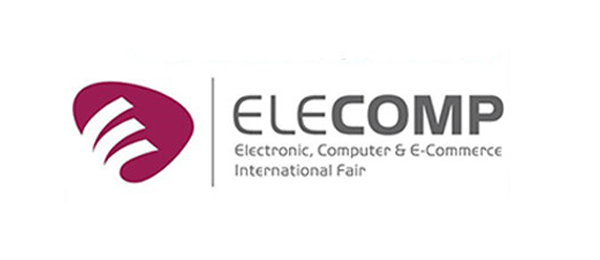 ELECOMP
Electronic, Computer & E-Commerce
International Fair